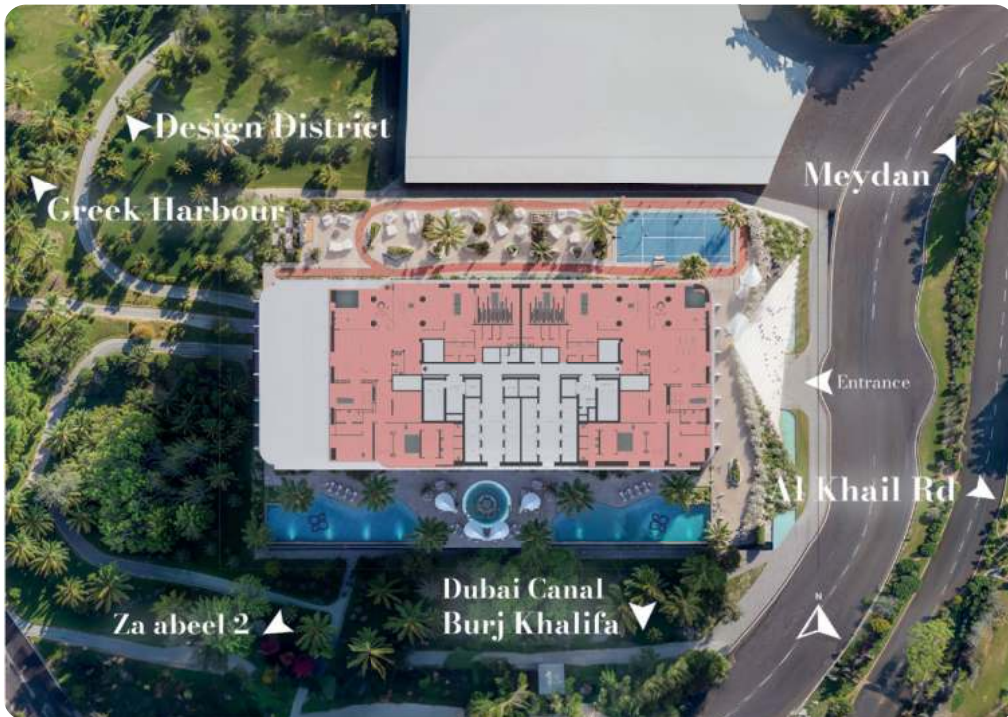 Design District
Greek Harbour
Meydan
Entrance
Al Khail Rd
Dubai Canal
Burj Khalifa
Za abeel 2
N